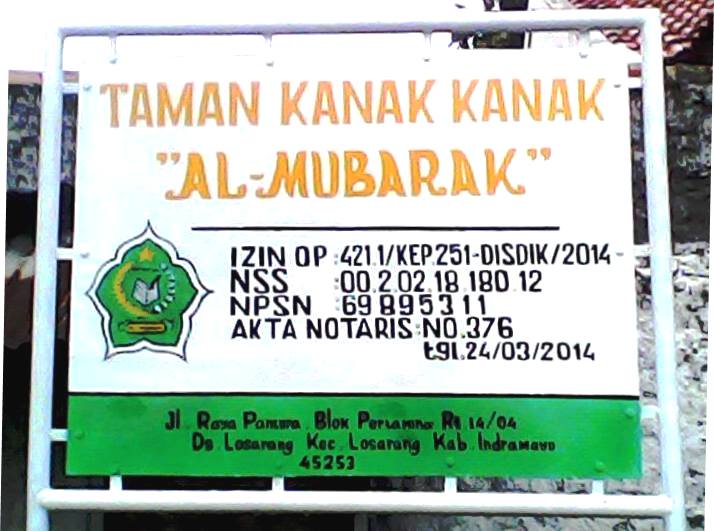 TAMAN KANAK KANAK
"AL-MUBARAK"
IZIN OP :421.1/KEP.251-DISDIK/2014
NSS :00.2.02.18.180.12
NPSN :69895311
AKTA NOTARIS:NO.376
tgl.24/03/2014
Jl. Raya Pantura Blok Pertamina Rt 14/04
Ds. Losarang Kec. Losarang Kab. Indramayu
45253